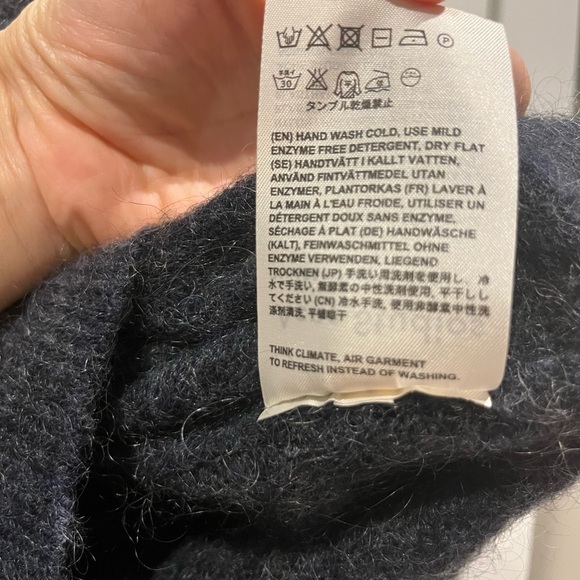 P
手洗イ
30
タンブル乾燥禁止
(EN) HAND WASH COLD, USE MILD
ENZYME FREE DETERGENT, DRY FLAT
(SE) HANDTVÄTT I KALLT VATTEN,
ANVÄND FINTVÄTTMEDEL UTAN
ENZYMER, PLANTORKAS (FR) LAVER À
LA MAIN À L'EAU FROIDE, UTILISER UN
DÉTERGENT DOUX SANS ENZYME,
SÉCHAGE À PLAT (DE) HANDWÄSCHE
(KALT), FEINWASCHMITTEL OHNE
ENZYME VERWENDEN, LIEGEND
TROCKNEN (JP) 手洗い用洗剤を使用し、冷
水で手洗い, 無酵素の中性洗剤使用, 平干しし
てください (CN) 冷水手洗, 使用非酵素中性洗
涤剂清洗, 平铺晾干
THINK CLIMATE, AIR GARMENT
TO REFRESH INSTEAD OF WASHING.